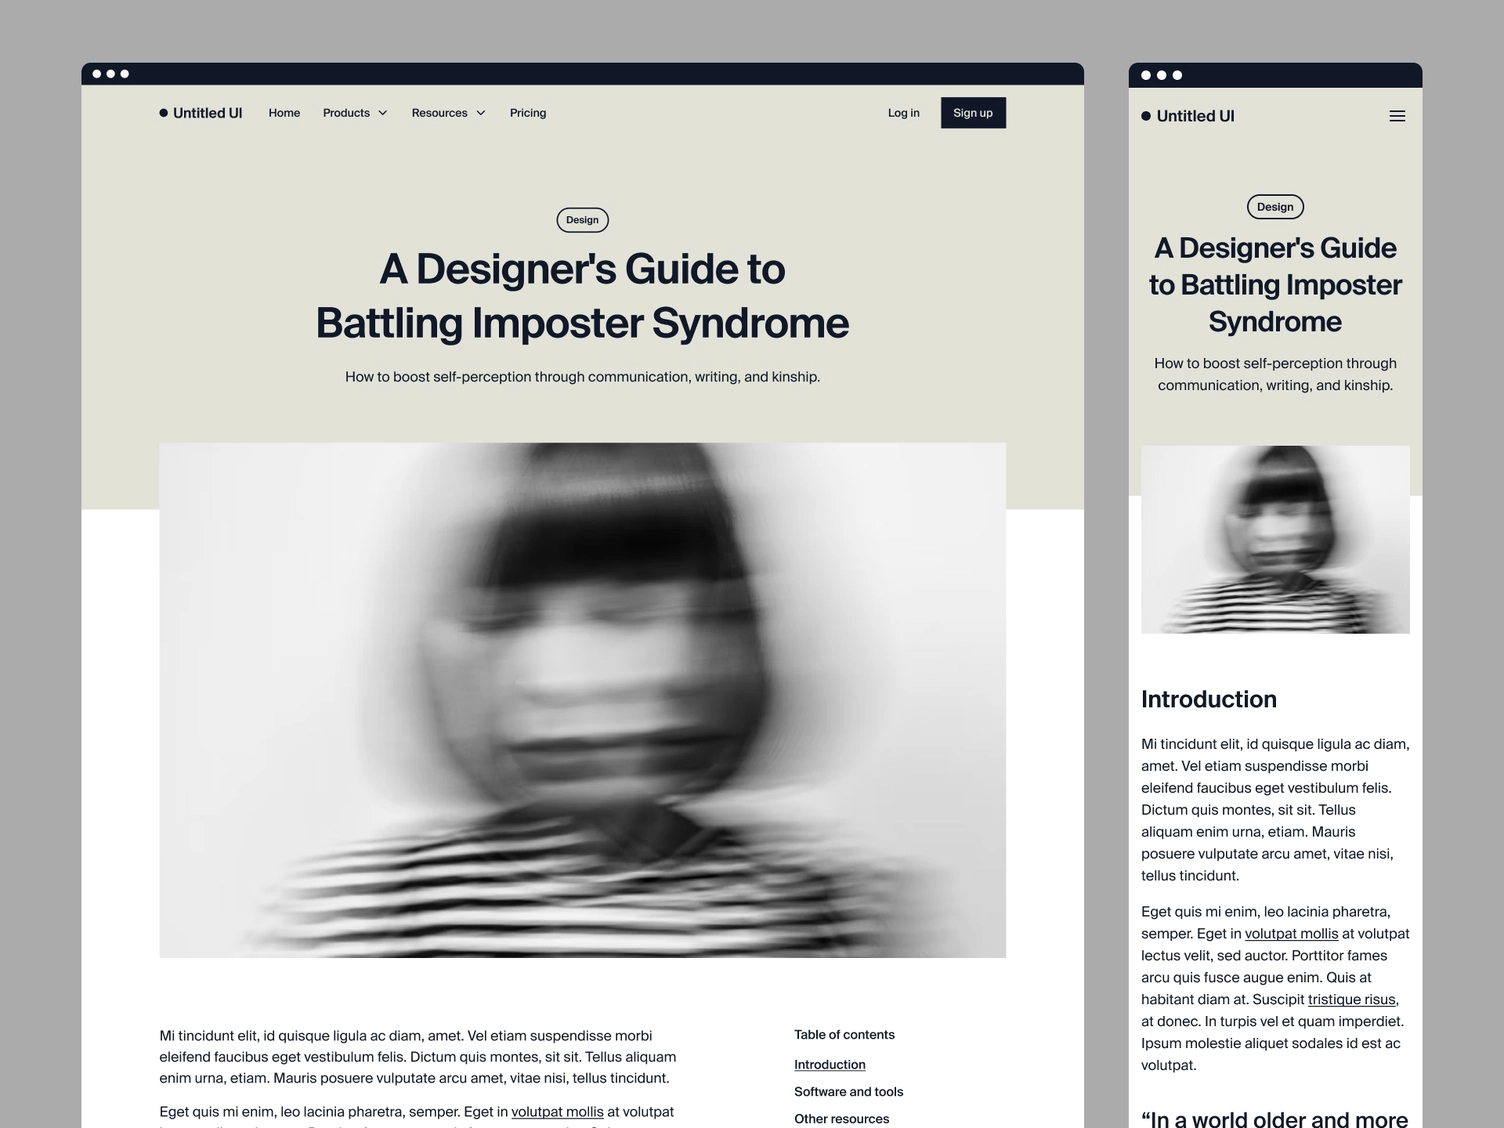 Untitled UI
Home
Products
Resources
Pricing
Log in
Sign up
Design
A Designer's Guide to
Battling Imposter Syndrome
How to boost self-perception through communication, writing, and kinship.
Mi tincidunt elit, id quisque ligula ac diam, amet. Vel etiam suspendisse morbi
eleifend faucibus eget vestibulum felis. Dictum quis montes, sit sit. Tellus aliquam
enim urna, etiam. Mauris posuere vulputate arcu amet, vitae nisi, tellus tincidunt.
Eget quis mi enim, leo lacinia pharetra, semper. Eget in volutpat mollis at volutpat
Table of contents
Introduction
Software and tools
Other resources
Untitled UI
Design
A Designer's Guide
to Battling Imposter
Syndrome
How to boost self-perception through
communication, writing, and kinship.
Introduction
Mi tincidunt elit, id quisque ligula ac diam,
amet. Vel etiam suspendisse morbi
eleifend faucibus eget vestibulum felis.
Dictum quis montes, sit sit. Tellus
aliquam enim urna, etiam. Mauris
posuere vulputate arcu amet, vitae nisi,
tellus tincidunt.
Eget quis mi enim, leo lacinia pharetra,
semper. Eget in volutpat mollis at volutpat
lectus velit, sed auctor. Porttitor fames
arcu quis fusce augue enim. Quis at
habitant diam at. Suscipit tristique risus,
at donec. In turpis vel et quam imperdiet.
Ipsum molestie aliquet sodales id est ac
volutpat.
“In a world older and more